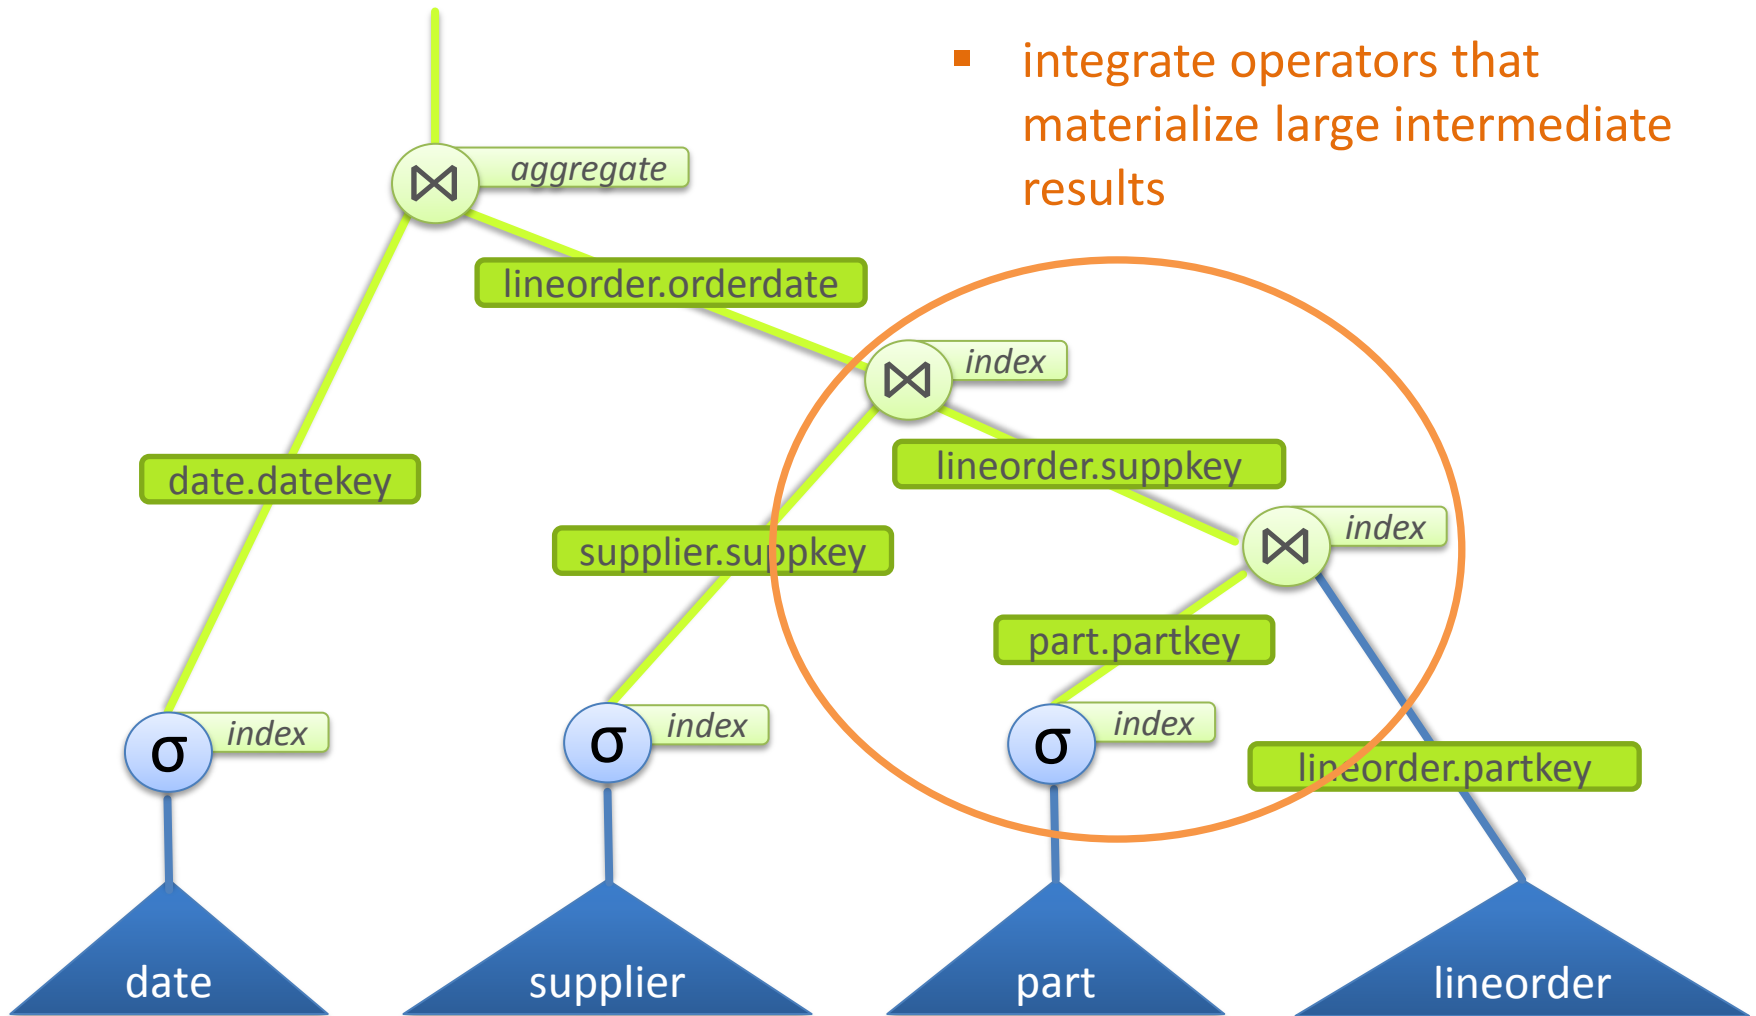 ▪ integrate operators that
materialize large intermediate
results
⋈ aggregate
lineorder.orderdate
⋈ index
lineorder.suppkey
date.datekey
⋈ index
supplier.suppkey
part.partkey
σ index
σ index
σ index
lineorder.partkey
date
supplier
part
lineorder